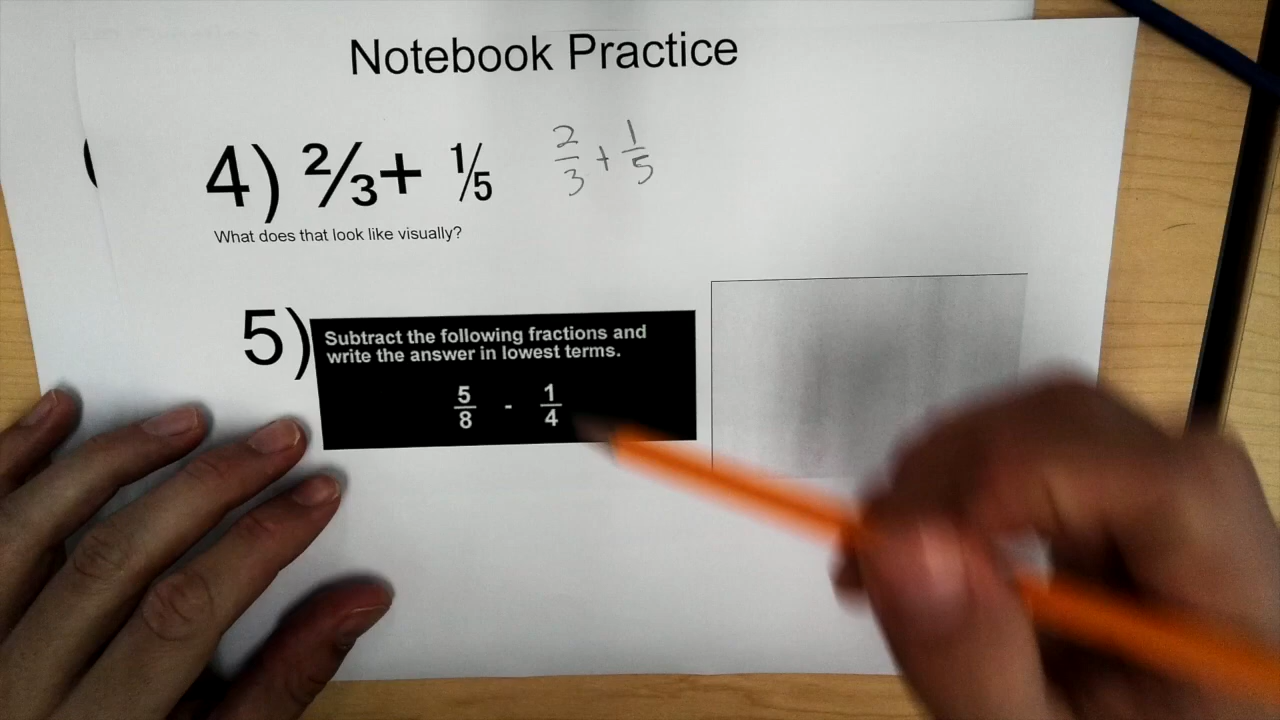 Notebook Practice
4) ⅔ + ⅕
2/3 + 1/5
What does that look like visually?
5)
Subtract the following fractions and
write the answer in lowest terms.
5/8 - 1/4